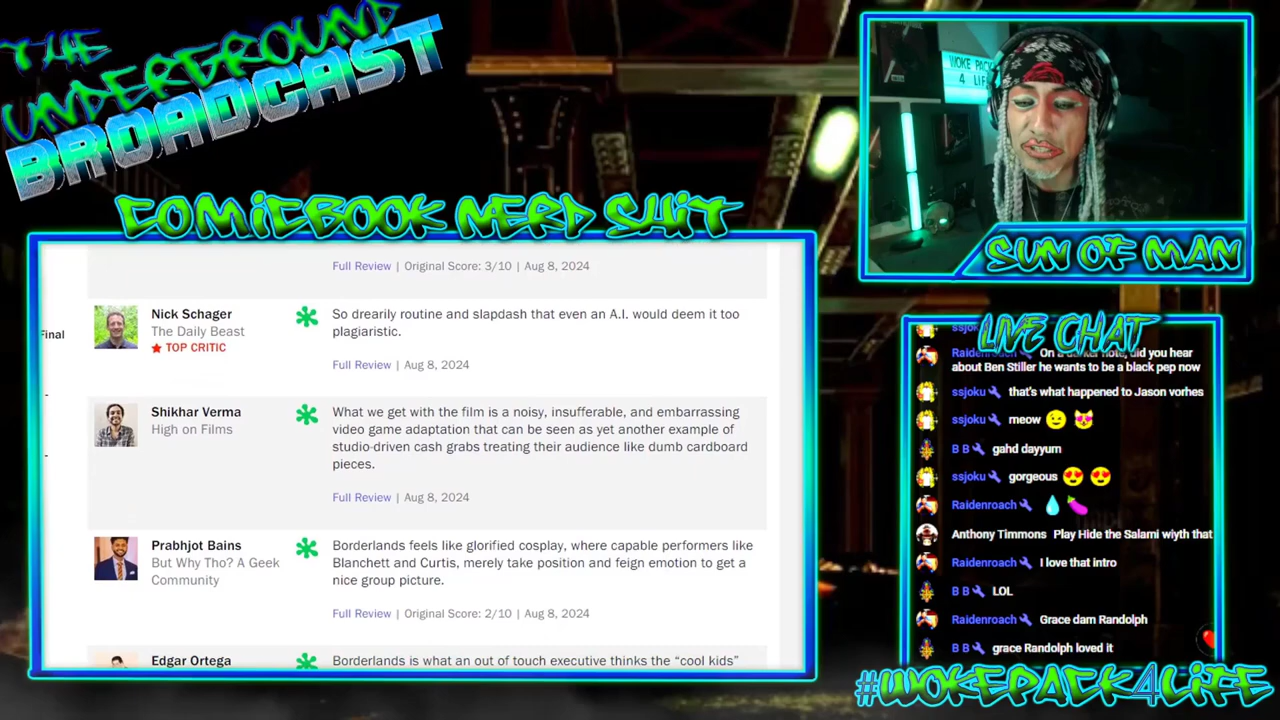 THE
UNDERGROUND
BROADCAST
COMICBOOK NERD SHIT
Full Review | Original Score: 3/10 | Aug 8, 2024
Final
Nick Schager
The Daily Beast
TOP CRITIC
So drearily routine and slapdash that even an A.I. would deem it too
plagiaristic.
Full Review | Aug 8, 2024
Shikhar Verma
High on Films
What we get with the film is a noisy, insufferable, and embarrassing
video game adaptation that can be seen as yet another example of
studio-driven cash grabs treating their audience like dumb cardboard
pieces.
Full Review | Aug 8, 2024
Prabhjot Bains
But Why Tho? A Geek
Community
Borderlands feels like glorified cosplay, where capable performers like
Blanchett and Curtis, merely take position and feign emotion to get a
nice group picture.
Full Review | Original Score: 2/10 | Aug 8, 2024
Edgar Ortega
Borderlands is what an out of touch executive thinks the “cool kids”
WOKE PACK
4 LIFE
SUN OF MAN
LIVE CHAT
ssjoku
Raidenroach On a darker note, did you hear
about Ben Stiller he wants to be a black pep now
ssjoku that's what happened to Jason vorhes
ssjoku meow
B B gahd dayyum
ssjoku gorgeous
Raidenroach
Anthony Timmons Play Hide the Salami wiyth that
Raidenroach I love that intro
B B LOL
Raidenroach Grace dam Randolph
B B grace Randolph loved it
#WOKEPACK4LIFE